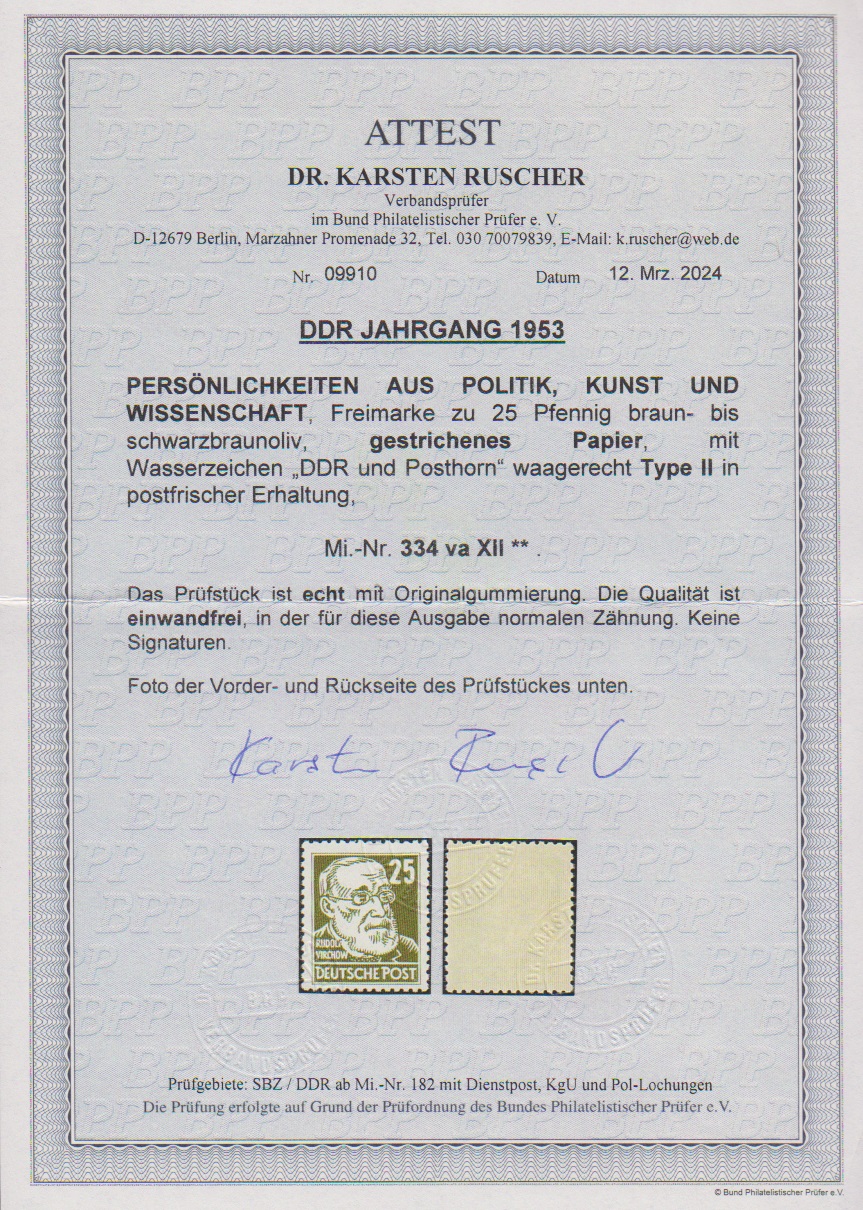 ATTEST
DR. KARSTEN RUSCHER
Verbandsprüfer
im Bund Philatelistischer Prüfer e. V.
D-12679 Berlin, Marzahner Promenade 32, Tel. 030 70079839, E-Mail: k.ruscher@web.de
Nr. 09910 Datum 12. Mrz. 2024
DDR JAHRGANG 1953
PERSÖNLICHKEITEN AUS POLITIK, KUNST UND
WISSENSCHAFT, Freimarke zu 25 Pfennig braun- bis
schwarzbraunoliv, gestrichenes Papier, mit
Wasserzeichen „DDR und Posthorn“ waagerecht Type II in
postfrischer Erhaltung,
Mi.-Nr. 334 va XII ** .
Das Prüfstück ist echt mit Originalgummierung. Die Qualität ist
einwandfrei, in der für diese Ausgabe normalen Zähnung. Keine
Signaturen.
Foto der Vorder- und Rückseite des Prüfstückes unten.
25
RUDOLF
VIRCHOW
DEUTSCHE POST
Prüfgebiete: SBZ / DDR ab Mi.-Nr. 182 mit Dienstpost, KgU und Pol-Lochungen
Die Prüfung erfolgte auf Grund der Prüfordnung des Bundes Philatelistischer Prüfer e.V.
© Bund Philatelistischer Prüfer e.V.